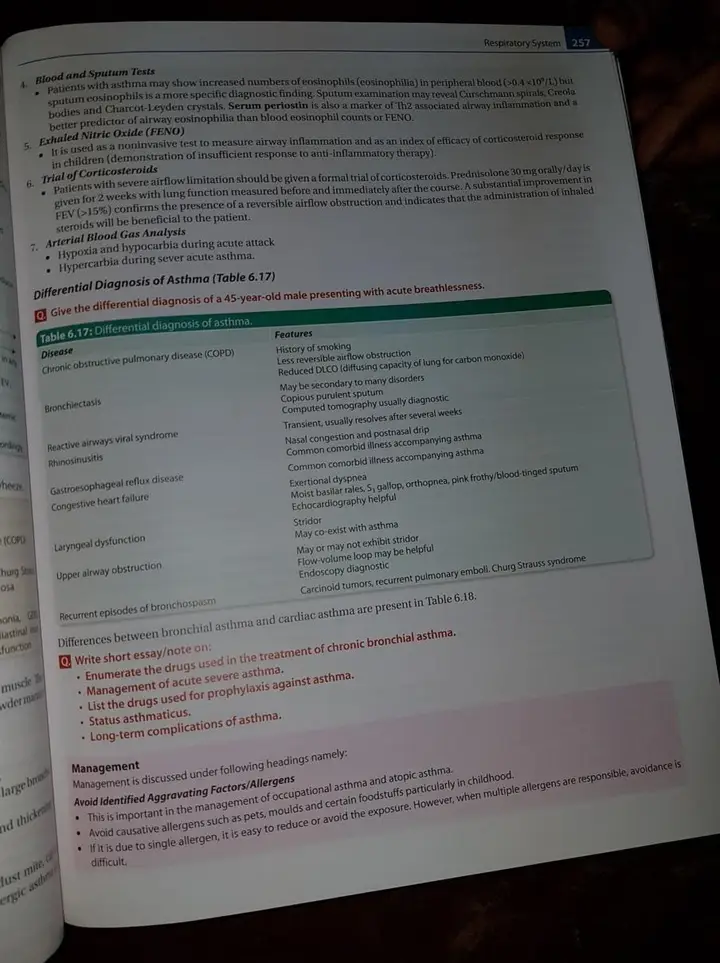 Respiratory System 257
4. Blood and Sputum Tests
• Patients with asthma may show increased numbers of eosinophils (eosinophilia) in peripheral blood (>0.4 ×10⁹/L) but
sputum eosinophils is a more specific diagnostic finding. Sputum examination may reveal Curschmann spirals, Creola
bodies and Charcot-Leyden crystals. Serum periostin is also a marker of Th2 associated airway inflammation and a
better predictor of airway eosinophilia than blood eosinophil counts or FENO.
5. Exhaled Nitric Oxide (FENO)
• It is used as a noninvasive test to measure airway inflammation and as an index of efficacy of corticosteroid response
in children (demonstration of insufficient response to anti-inflammatory therapy).
6. Trial of Corticosteroids
• Patients with severe airflow limitation should be given a formal trial of corticosteroids. Prednisolone 30 mg orally/day is
given for 2 weeks with lung function measured before and immediately after the course. A substantial improvement in
FEV (>15%) confirms the presence of a reversible airflow obstruction and indicates that the administration of inhaled
steroids will be beneficial to the patient.
7. Arterial Blood Gas Analysis
• Hypoxia and hypocarbia during acute attack
• Hypercarbia during sever acute asthma.
Differential Diagnosis of Asthma (Table 6.17)
Q. Give the differential diagnosis of a 45-year-old male presenting with acute breathlessness.
Table 6.17: Differential diagnosis of asthma.
Disease Features
Chronic obstructive pulmonary disease (COPD) History of smoking
Less reversible airflow obstruction
Reduced DLCO (diffusing capacity of lung for carbon monoxide)
Bronchiectasis May be secondary to many disorders
Copious purulent sputum
Computed tomography usually diagnostic
Reactive airways viral syndrome Transient, usually resolves after several weeks
Rhinosinusitis Nasal congestion and postnasal drip
Common comorbid illness accompanying asthma
Gastroesophageal reflux disease Common comorbid illness accompanying asthma
Congestive heart failure Exertional dyspnea
Moist basilar rales, S₃ gallop, orthopnea, pink frothy/blood-tinged sputum
Echocardiography helpful
Laryngeal dysfunction Stridor
May co-exist with asthma
Upper airway obstruction May or may not exhibit stridor
Flow-volume loop may be helpful
Endoscopy diagnostic
Recurrent episodes of bronchospasm Carcinoid tumors, recurrent pulmonary emboli. Churg Strauss syndrome
Differences between bronchial asthma and cardiac asthma are present in Table 6.18.
Q. Write short essay/note on:
• Enumerate the drugs used in the treatment of chronic bronchial asthma.
• Management of acute severe asthma.
• List the drugs used for prophylaxis against asthma.
• Status asthmaticus.
• Long-term complications of asthma.
Management
Management is discussed under following headings namely:
Avoid Identified Aggravating Factors/Allergens
• This is important in the management of occupational asthma and atopic asthma.
• Avoid causative allergens such as pets, moulds and certain foodstuffs particularly in childhood.
• If it is due to single allergen, it is easy to reduce or avoid the exposure. However, when multiple allergens are responsible, avoidance is
difficult.